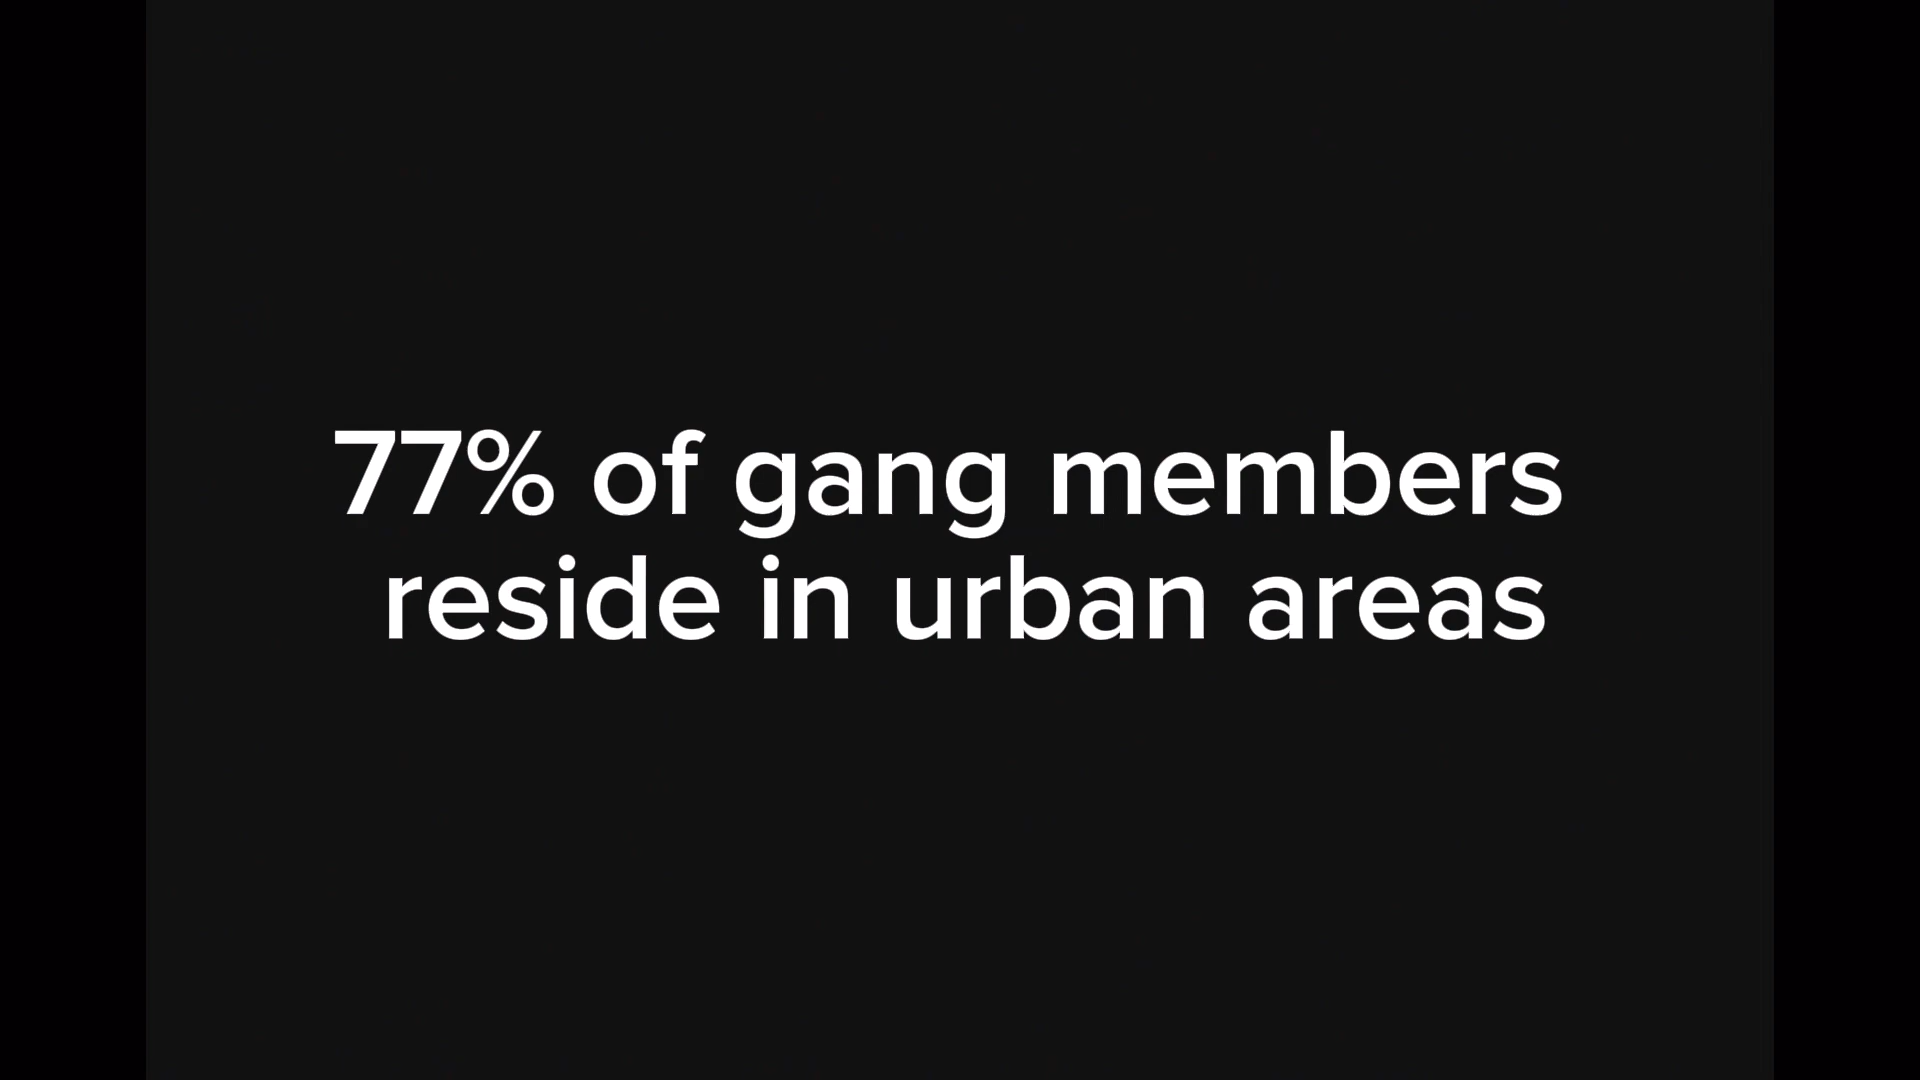 77% of gang members
reside in urban areas